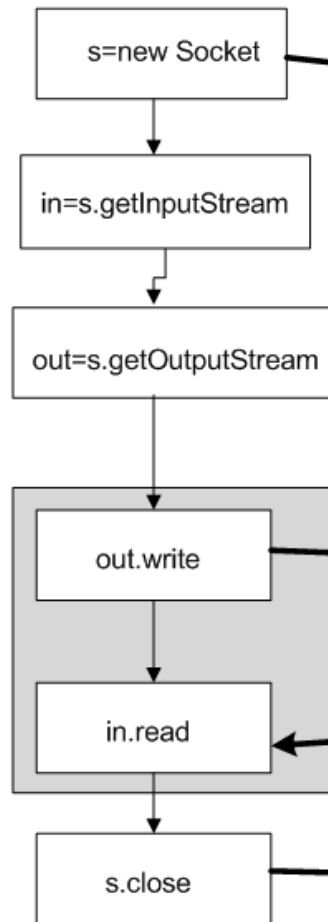 s=new Socket
in=s.getInputStream
out=s.getOutputStream
out.write
in.read
s.close